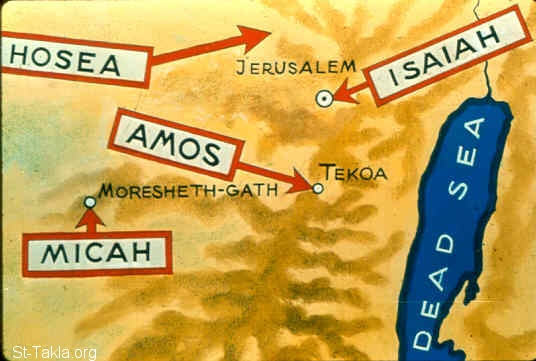 HOSEA
JERUSALEM
ISAIAH
AMOS
TEKOA
MORESHETH-GATH
MICAH
DEAD SEA
St-Takla.org